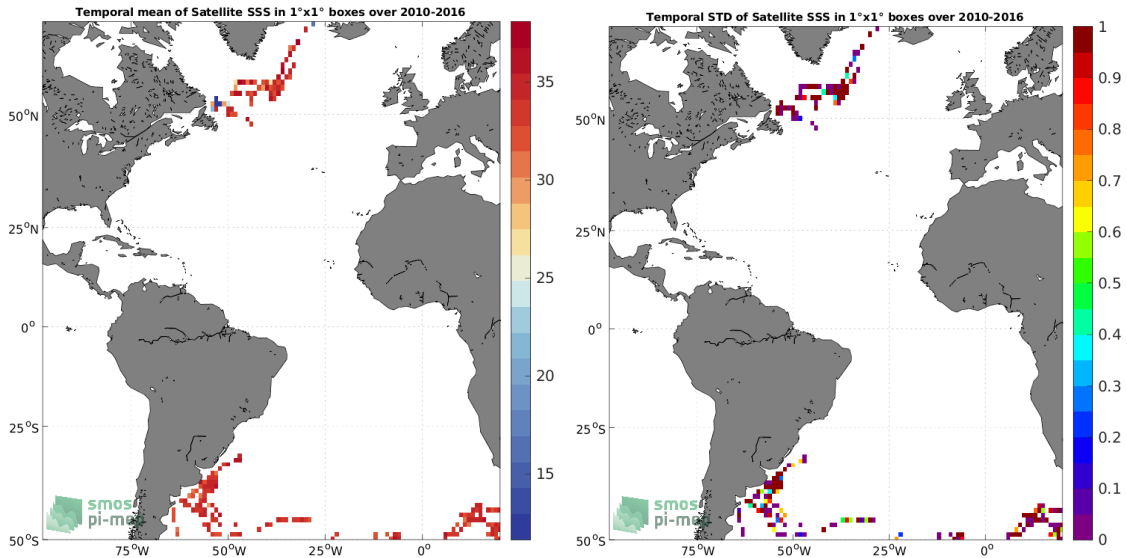 Temporal mean of Satellite SSS in 1°x1° boxes over 2010-2016
50°N
25°N
0°
25°S
50°S
75°W
50°W
25°W
0°
35
30
25
20
15
smos
pi-mep
Temporal STD of Satellite SSS in 1°x1° boxes over 2010-2016
50°N
25°N
0°
25°S
50°S
75°W
50°W
25°W
0°
1
0.9
0.8
0.7
0.6
0.5
0.4
0.3
0.2
0.1
0
smos
pi-mep